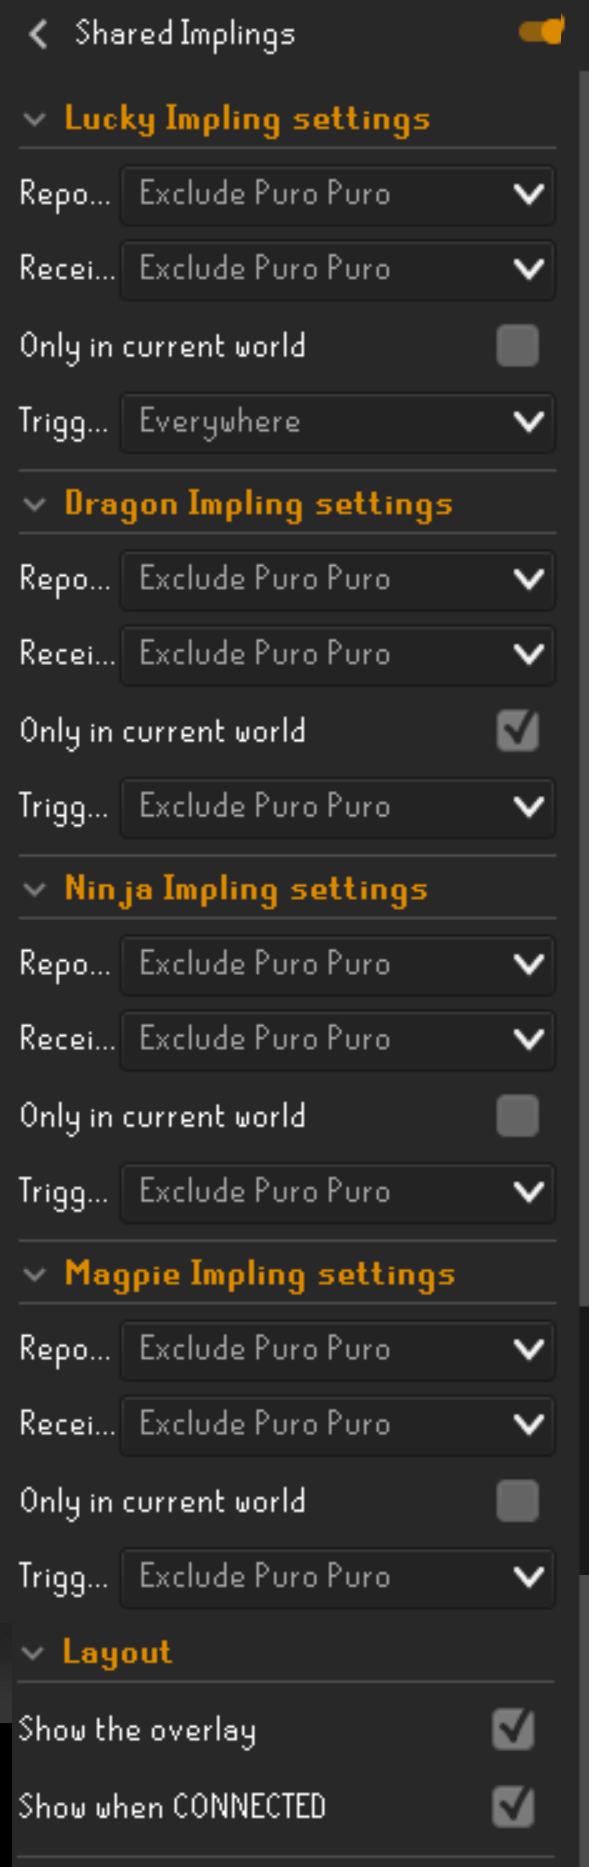 Shared Implings
Lucky Impling settings
Repo... Exclude Puro Puro
Recei... Exclude Puro Puro
Only in current world
Trigg... Everywhere
Dragon Impling settings
Repo... Exclude Puro Puro
Recei... Exclude Puro Puro
Only in current world
Trigg... Exclude Puro Puro
Ninja Impling settings
Repo... Exclude Puro Puro
Recei... Exclude Puro Puro
Only in current world
Trigg... Exclude Puro Puro
Magpie Impling settings
Repo... Exclude Puro Puro
Recei... Exclude Puro Puro
Only in current world
Trigg... Exclude Puro Puro
Layout
Show the overlay
Show when CONNECTED